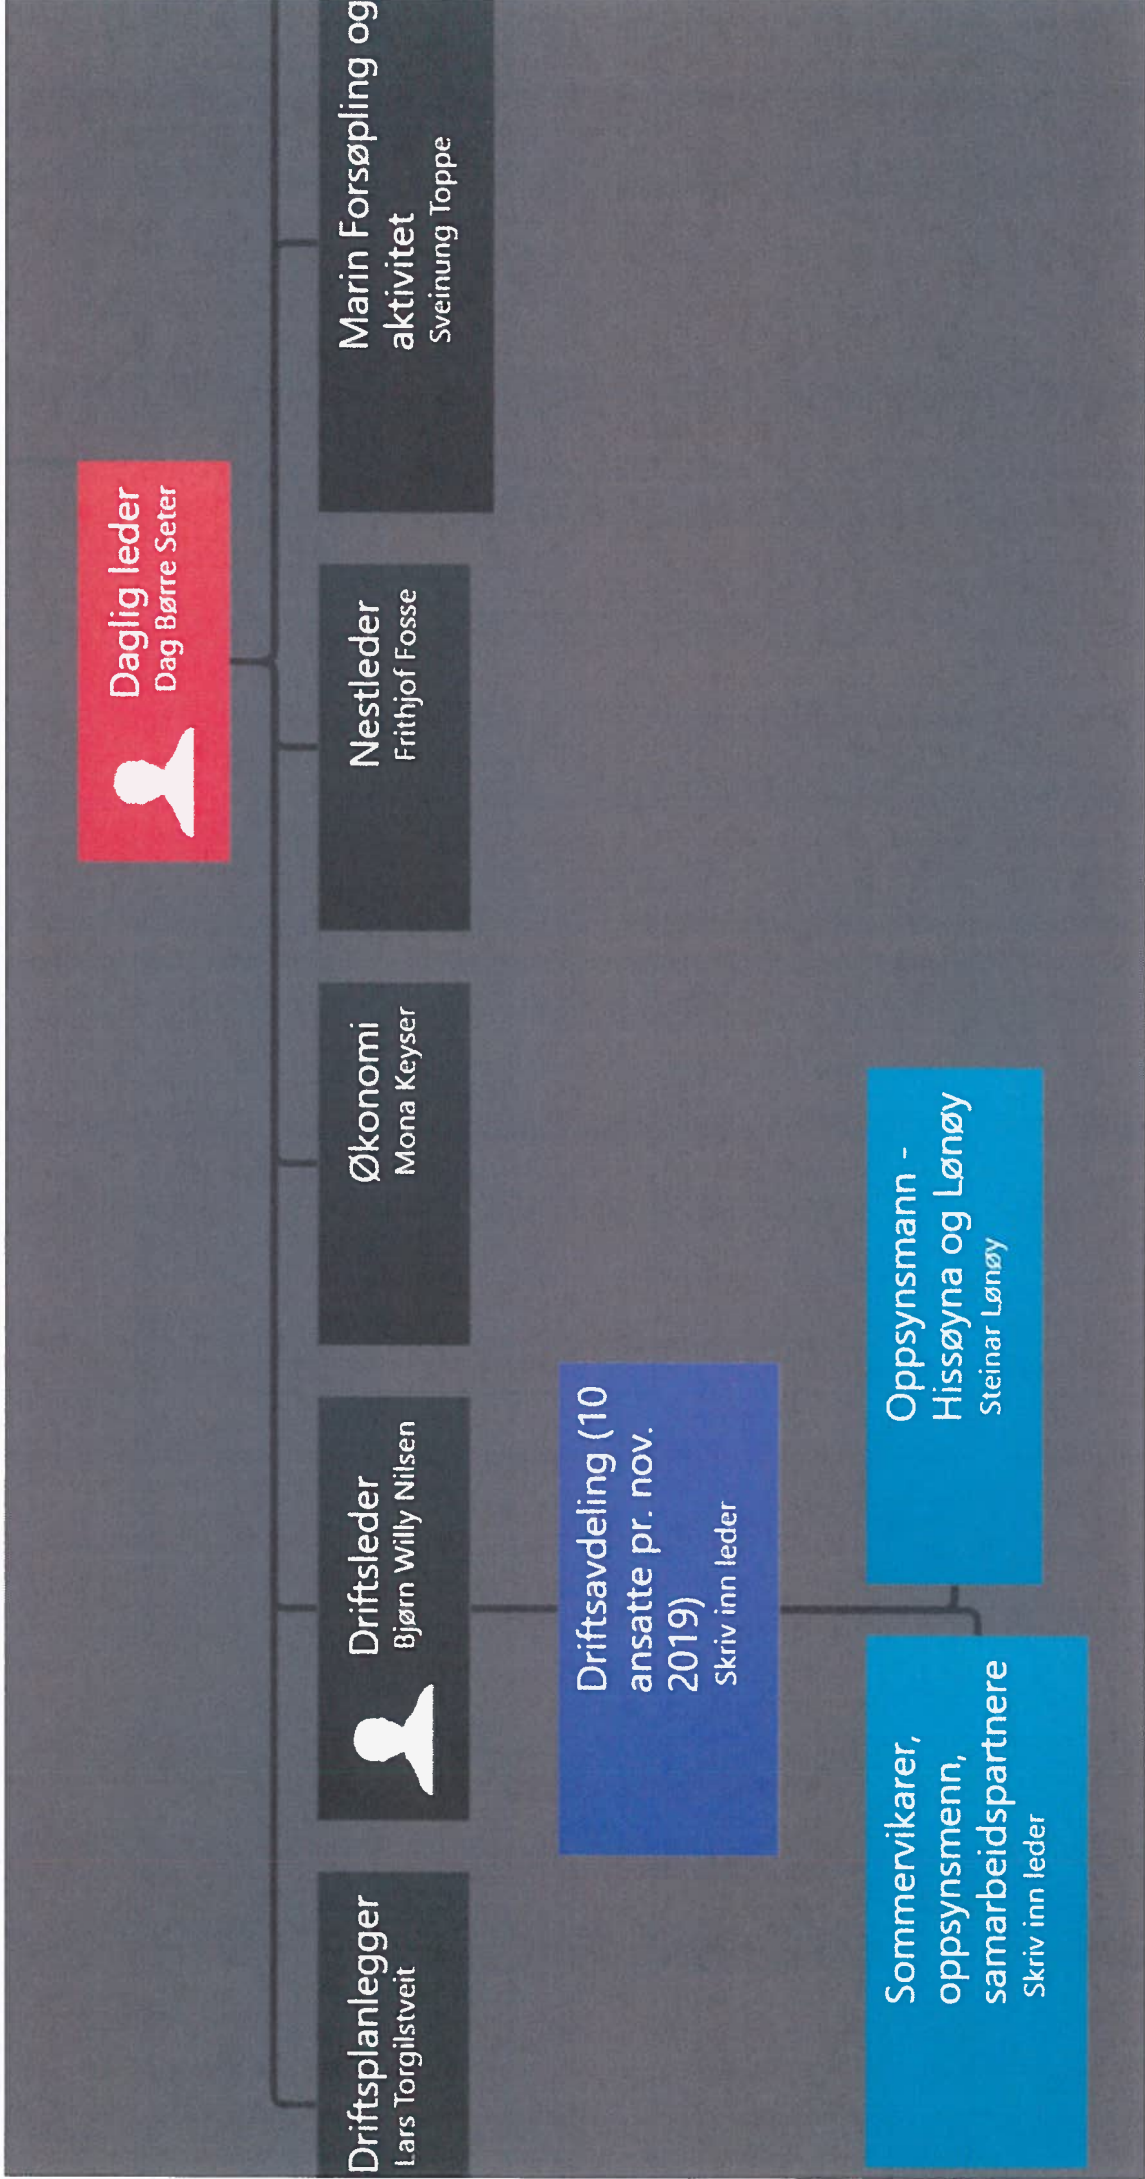 Daglig leder
Dag Børre Seter
Driftsplanlegger
Lars Torgilstveit
Driftsleder
Bjørn Willy Nilsen
Økonomi
Mona Keyser
Nestleder
Frithjof Fosse
Marin Forsøpling og
aktivitet
Sveinung Toppe
Driftsavdeling (10
ansatte pr. nov.
2019)
Skriv inn leder
Sommervikarer,
oppsynsmenn,
samarbeidspartnere
Skriv inn leder
Oppsynsmann -
Hissøyna og Lønøy
Steinar Lønøy